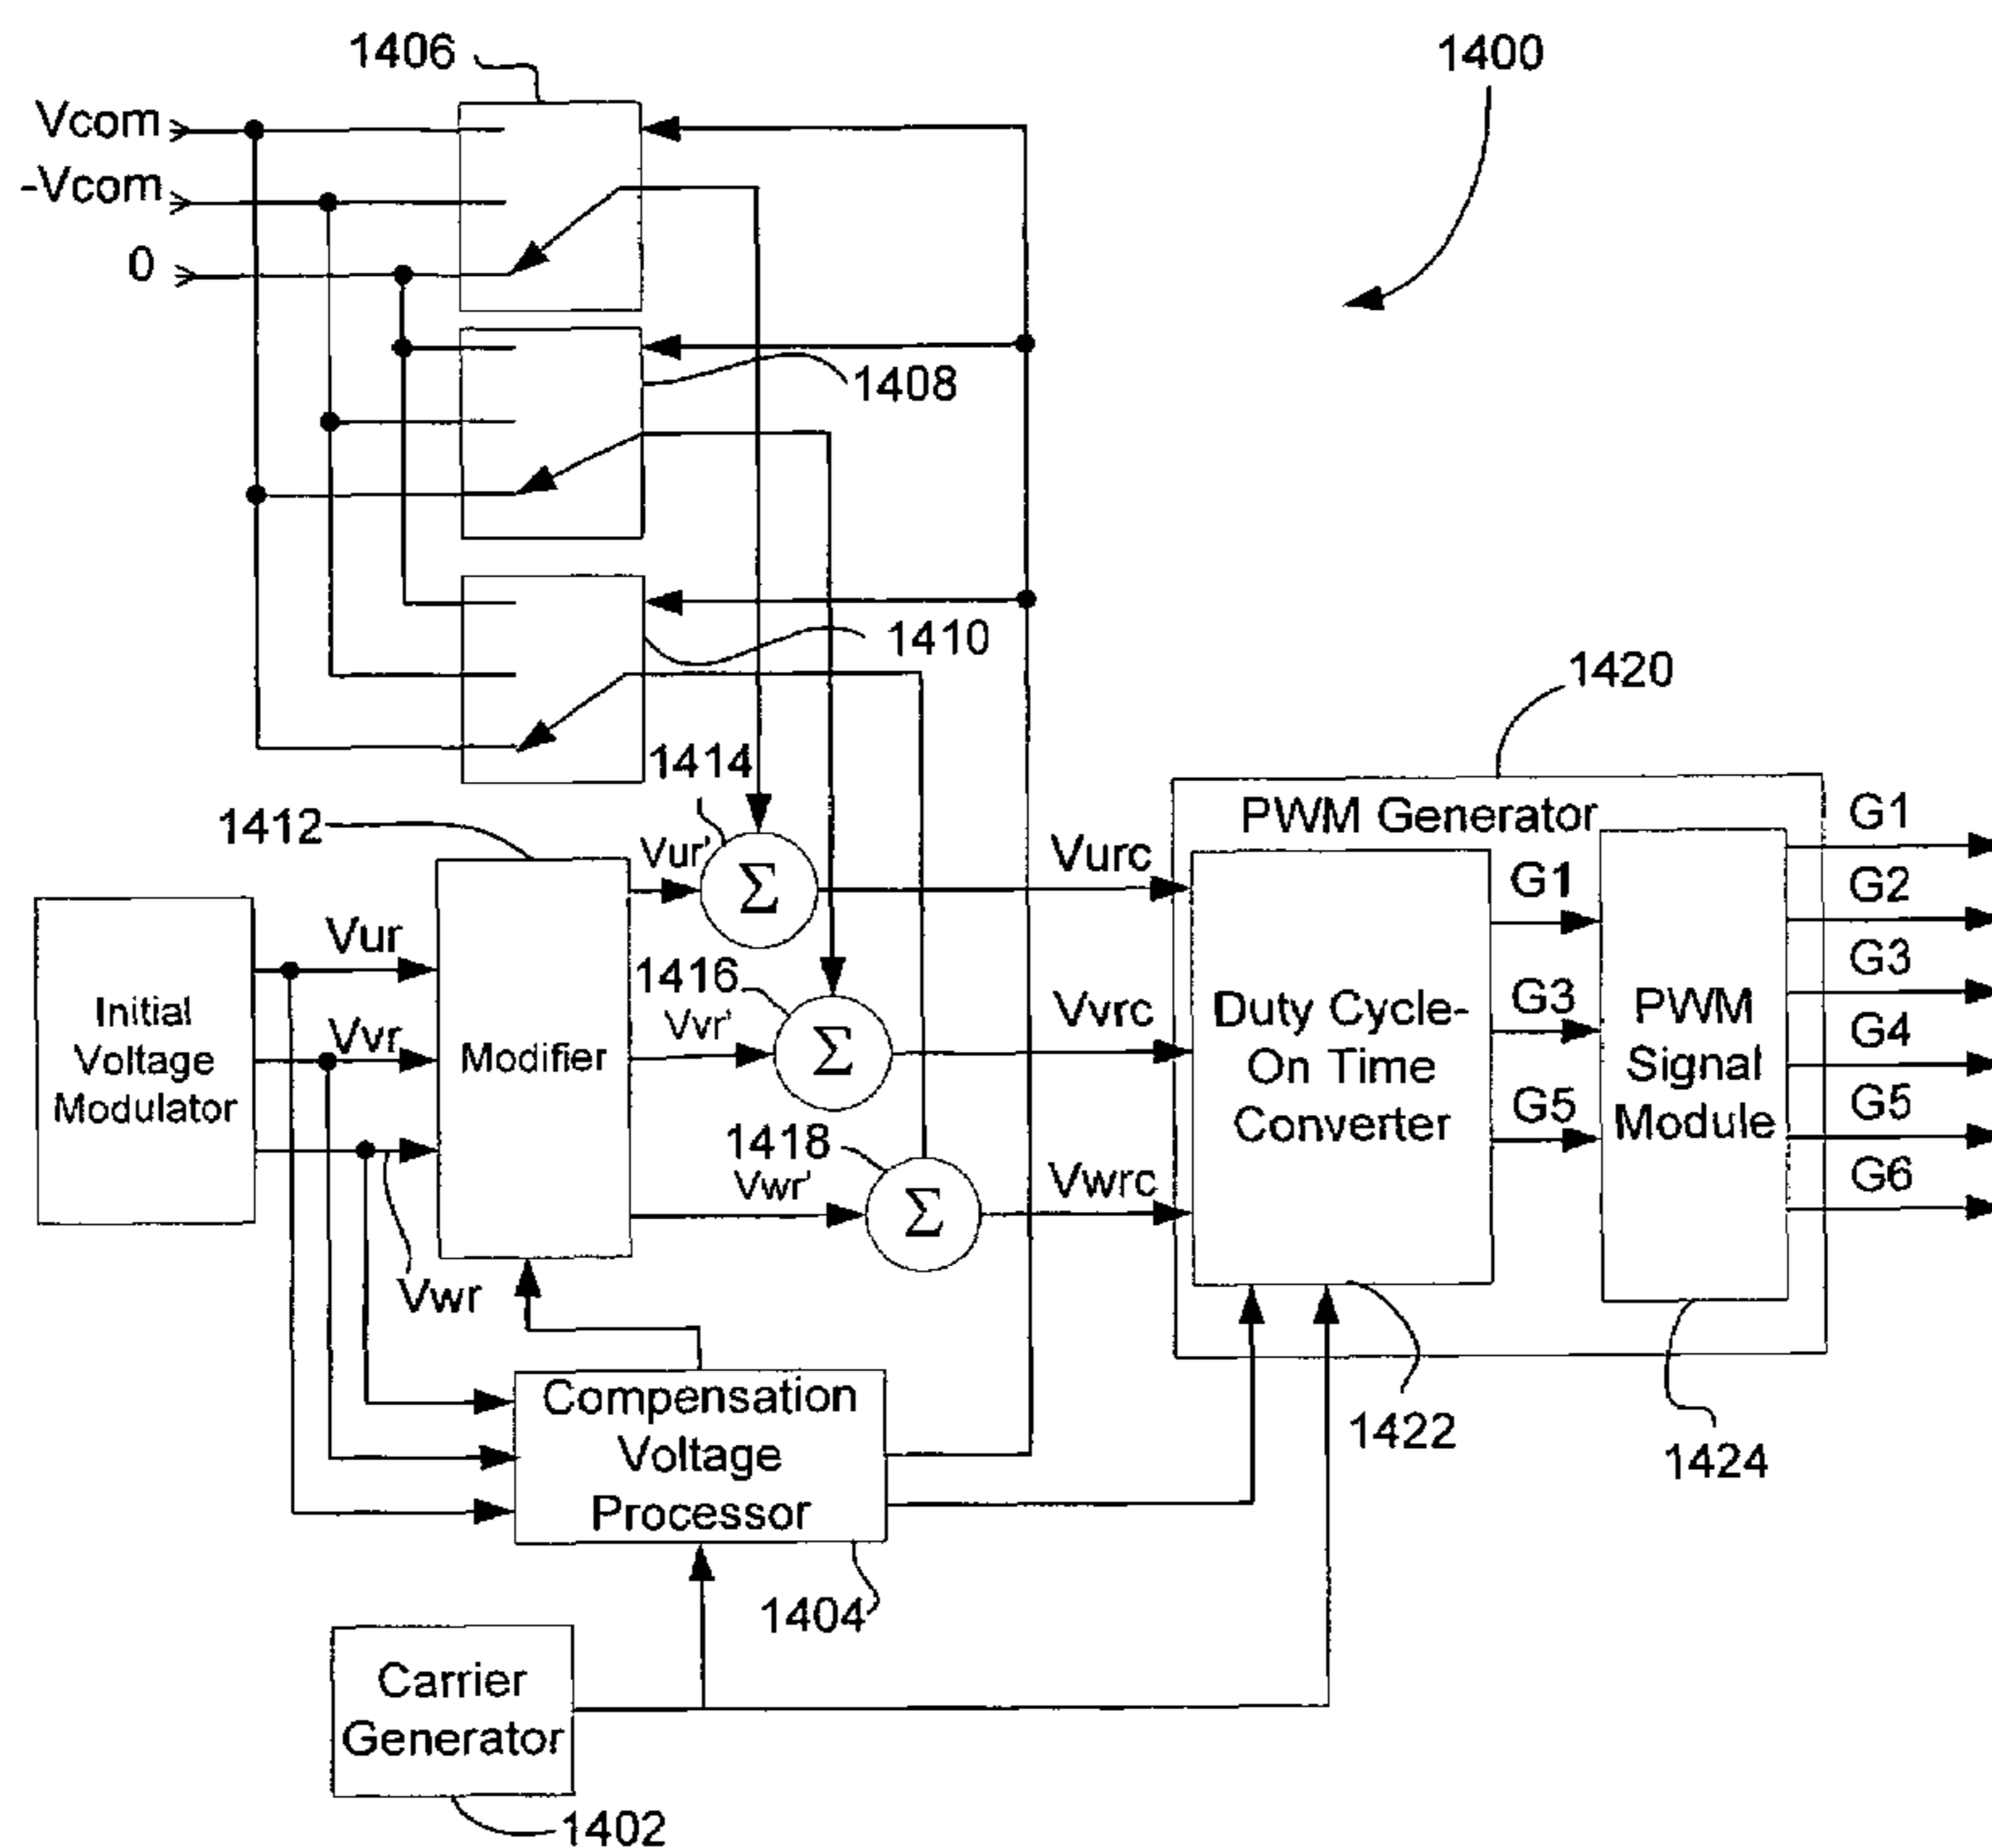 1406
1400
Vcom
-Vcom
0
1408
1410
1420
1414
1412
PWM Generator
G1
Vur'
Vurc
Σ
G1
G2
Vur
G3
1416
Initial
Voltage
Modulator
Vvr
Modifier
Vvr'
Σ
Vvrc
Duty Cycle-
On Time
Converter
G3
PWM
Signal
Module
G4
G5
G5
1418
Vwr'
Σ
Vwrc
G6
Vwr
Compensation
Voltage
Processor
1422
1424
1404
Carrier
Generator
1402